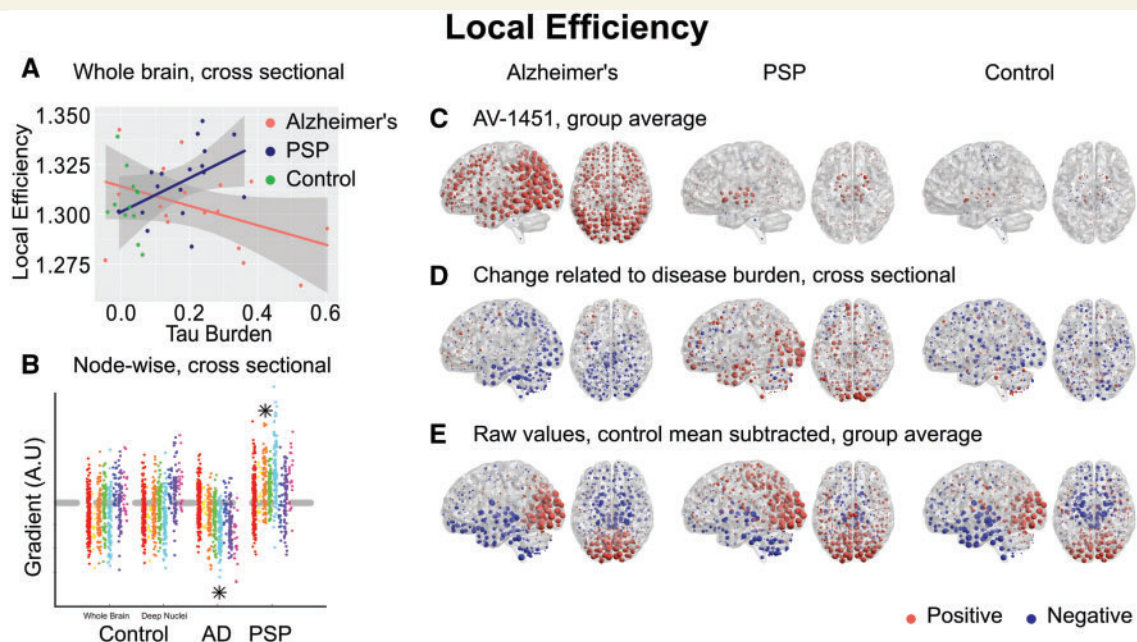 Local Efficiency
A Whole brain, cross sectional
1.350
1.325
1.300
1.275
Local Efficiency
Alzheimer's
PSP
Control
0.0 0.2 0.4 0.6
Tau Burden
B Node-wise, cross sectional
Gradient (A.U)
*
*
Whole Brain Deep Nuclei
Control AD PSP
Alzheimer's PSP Control
C AV-1451, group average
D Change related to disease burden, cross sectional
E Raw values, control mean subtracted, group average
Positive Negative